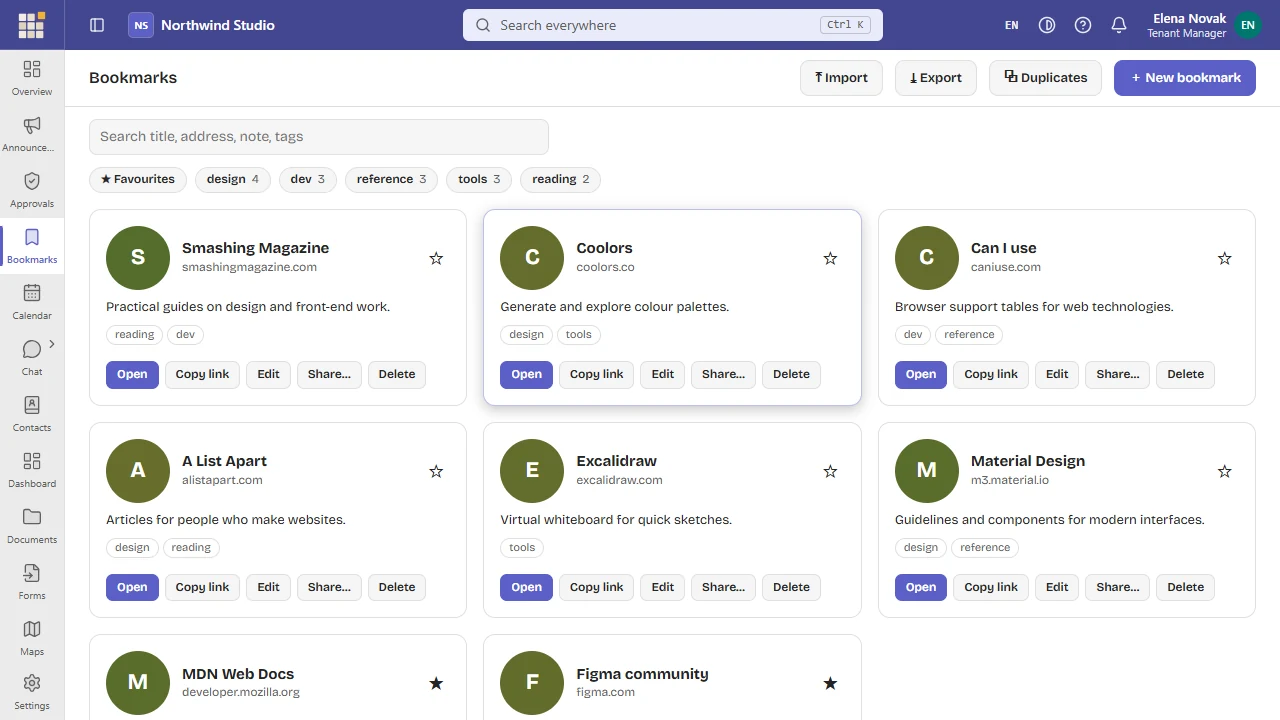 NS
Northwind Studio
Search everywhere
Ctrl K
EN
Elena Novak
Tenant Manager
EN
Overview
Announce...
Approvals
Bookmarks
Calendar
Chat
Contacts
Dashboard
Documents
Forms
Maps
Settings
Bookmarks
Import
Export
Duplicates
+ New bookmark
Search title, address, note, tags
★ Favourites
design 4
dev 3
reference 3
tools 3
reading 2
S
Smashing Magazine
smashingmagazine.com
Practical guides on design and front-end work.
reading dev
Open Copy link Edit Share... Delete
C
Coolors
coolors.co
Generate and explore colour palettes.
design tools
Open Copy link Edit Share... Delete
C
Can I use
caniuse.com
Browser support tables for web technologies.
dev reference
Open Copy link Edit Share... Delete
A
A List Apart
alistapart.com
Articles for people who make websites.
design reading
Open Copy link Edit Share... Delete
E
Excalidraw
excalidraw.com
Virtual whiteboard for quick sketches.
tools
Open Copy link Edit Share... Delete
M
Material Design
m3.material.io
Guidelines and components for modern interfaces.
design reference
Open Copy link Edit Share... Delete
M
MDN Web Docs
developer.mozilla.org
F
Figma community
figma.com